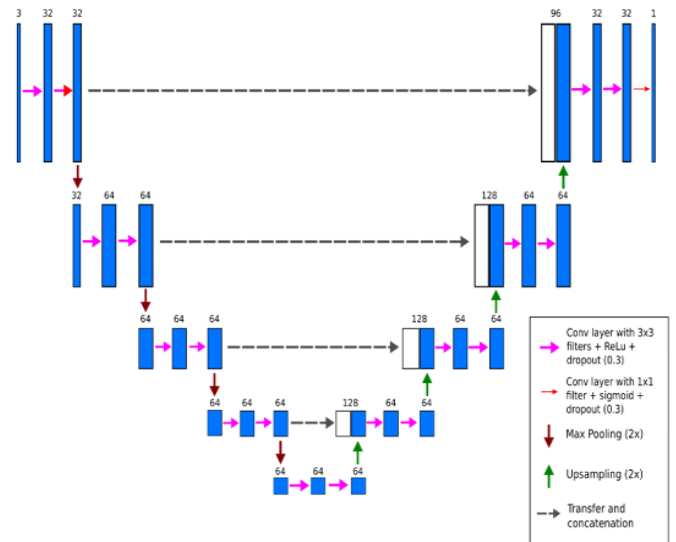 3 32 32 96 32 32 1
32 64 64 128 64 64
64 64 64 128 64 64
64 64 64 128 64 64
64 64 64
Conv layer with 3x3
filters + ReLu +
dropout (0.3)
Conv layer with 1x1
filter + sigmoid +
dropout (0.3)
Max Pooling (2x)
Upsampling (2x)
Transfer and
concatenation